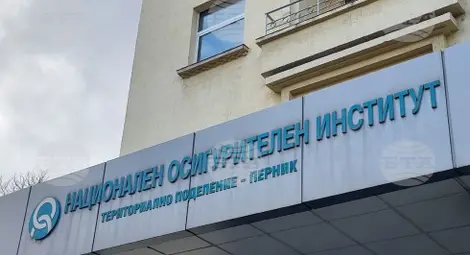 НАЦИОНАЛЕН ОСИГУРИТЕЛЕН ИНСТИТУТ
ТЕРИТОРИАЛНО ПОДЕЛЕНИЕ - ПЕРНИК